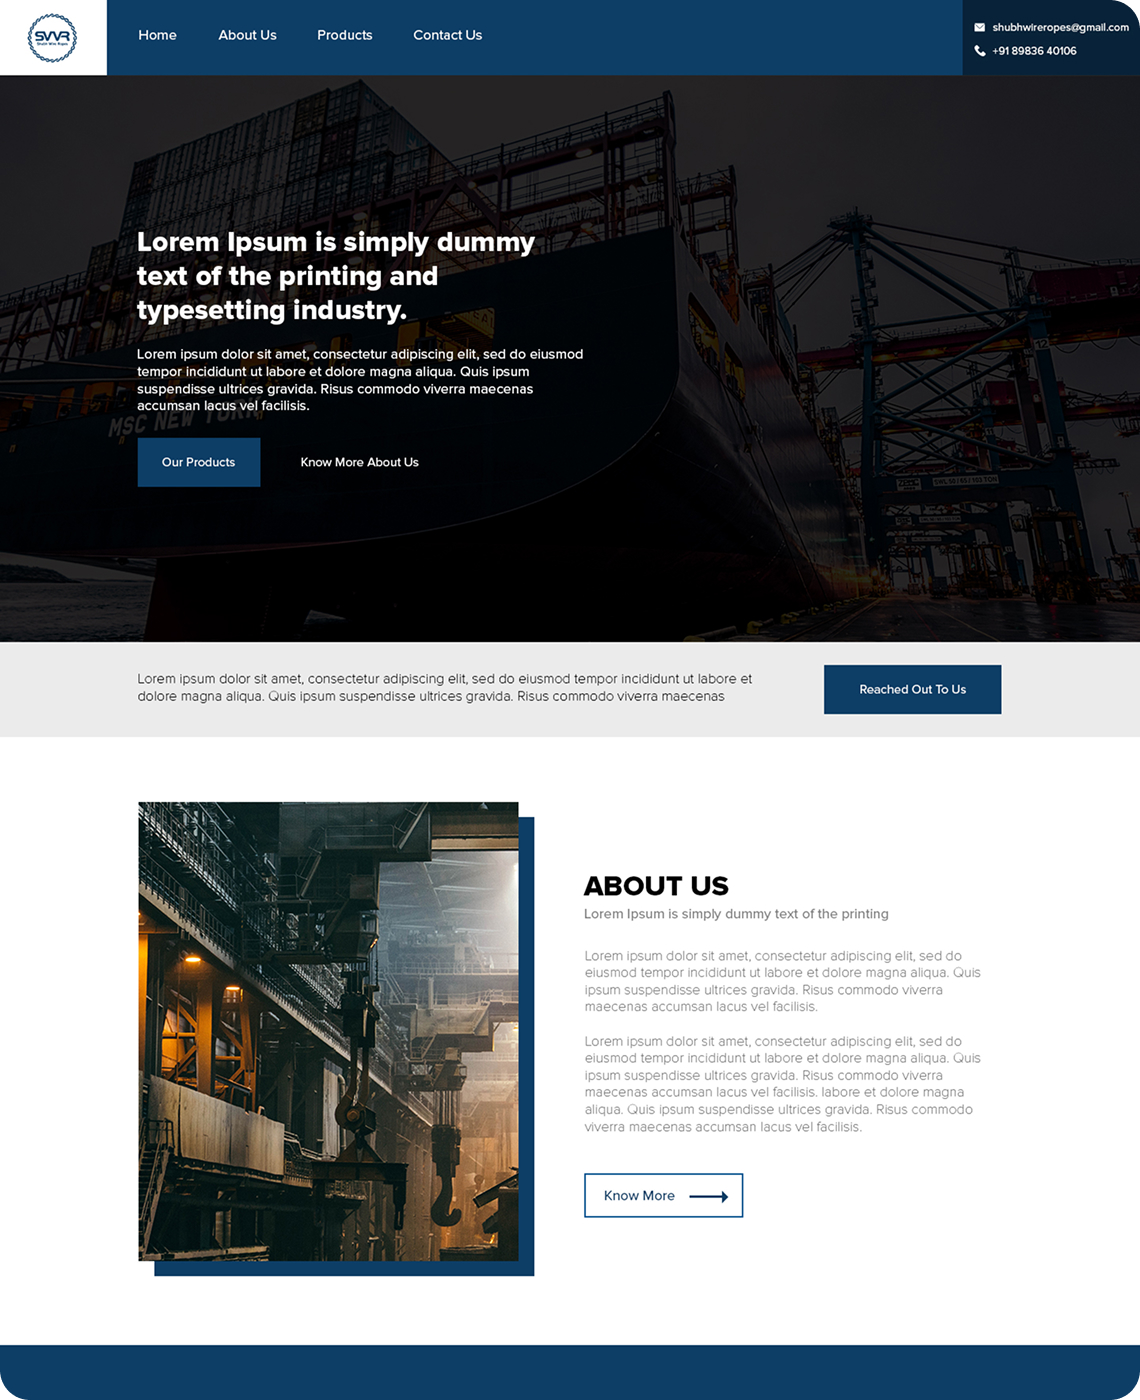 SWR
Shubh Wire Ropes
Home
About Us
Products
Contact Us
shubhwireropes@gmail.com
+91 89836 40106
Lorem Ipsum is simply dummy
text of the printing and
typesetting industry.
Lorem ipsum dolor sit amet, consectetur adipiscing elit, sed do eiusmod
tempor incididunt ut labore et dolore magna aliqua. Quis ipsum
suspendisse ultrices gravida. Risus commodo viverra maecenas
accumsan lacus vel facilisis.
MSC NEW YORK
12
Our Products
Know More About Us
Lorem ipsum dolor sit amet, consectetur adipiscing elit, sed do eiusmod tempor incididunt ut labore et
dolore magna aliqua. Quis ipsum suspendisse ultrices gravida. Risus commodo viverra maecenas
Reached Out To Us
ABOUT US
Lorem Ipsum is simply dummy text of the printing
Lorem ipsum dolor sit amet, consectetur adipiscing elit, sed do
eiusmod tempor incididunt ut labore et dolore magna aliqua. Quis
ipsum suspendisse ultrices gravida. Risus commodo viverra
maecenas accumsan lacus vel facilisis.
Lorem ipsum dolor sit amet, consectetur adipiscing elit, sed do
eiusmod tempor incididunt ut labore et dolore magna aliqua. Quis
ipsum suspendisse ultrices gravida. Risus commodo viverra
maecenas accumsan lacus vel facilisis. labore et dolore magna
aliqua. Quis ipsum suspendisse ultrices gravida. Risus commodo
viverra maecenas accumsan lacus vel facilisis.
Know More